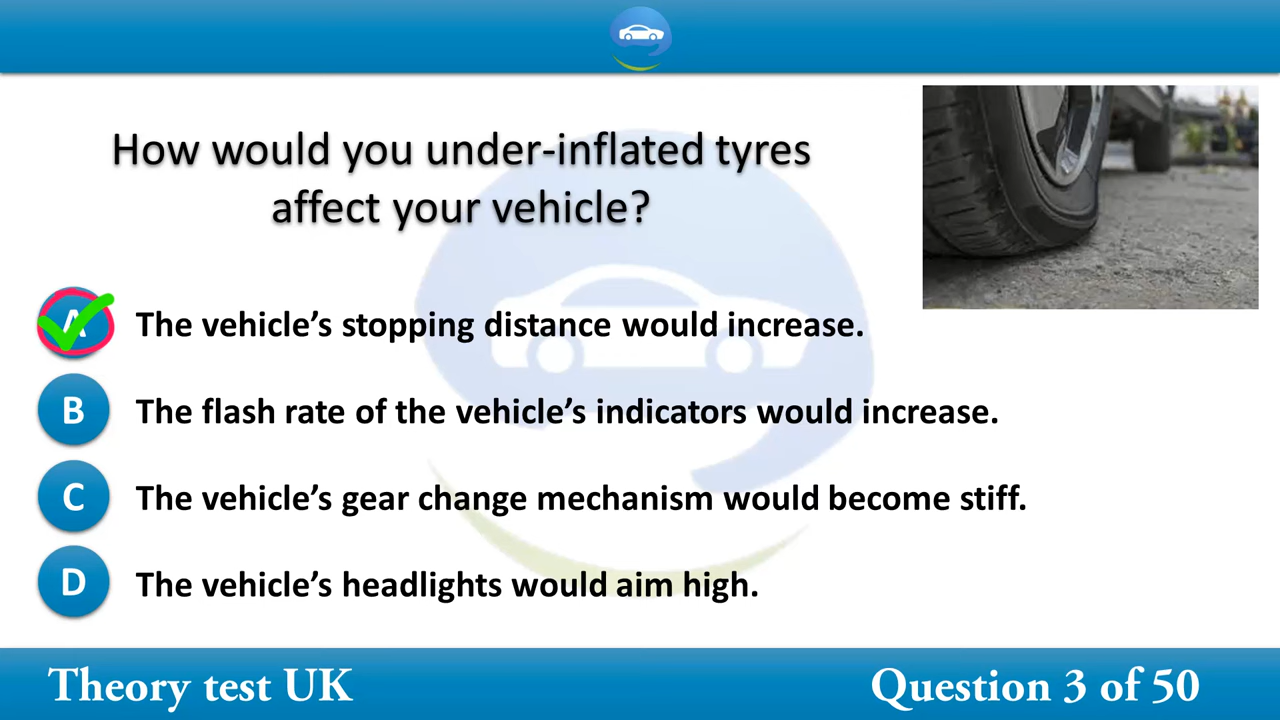 How would you under-inflated tyres
affect your vehicle?
A The vehicle's stopping distance would increase.
B The flash rate of the vehicle's indicators would increase.
C The vehicle's gear change mechanism would become stiff.
D The vehicle's headlights would aim high.
Theory test UK
Question 3 of 50